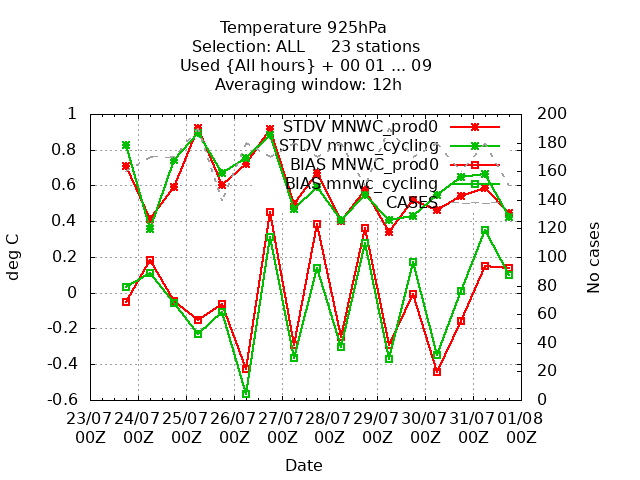 Temperature 925hPa
Selection: ALL 23 stations
Used {All hours} + 00 01 ... 09
Averaging window: 12h
STDV MNWC_prod0
STDV mnwc_cycling
BIAS MNWC_prod0
BIAS mnwc_cycling
CASES
deg C
1
0.8
0.6
0.4
0.2
0
-0.2
-0.4
-0.6
No cases
200
180
160
140
120
100
80
60
40
20
0
23/07 24/07 25/07 26/07 27/07 28/07 29/07 30/07 31/07 01/08
00Z 00Z 00Z 00Z 00Z 00Z 00Z 00Z 00Z 00Z
Date